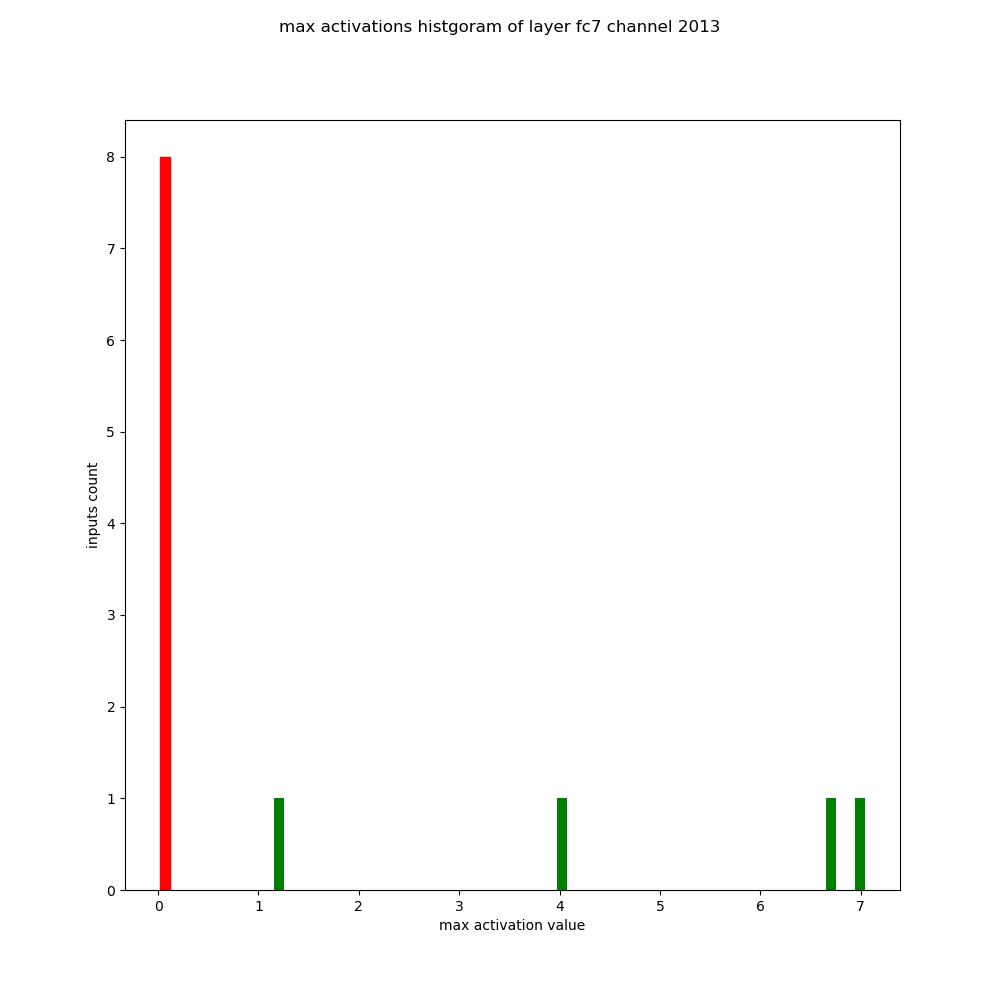 max activations histgoram of layer fc7 channel 2013
8
7
6
5
4
3
2
1
0
inputs count
0 1 2 3 4 5 6 7
max activation value